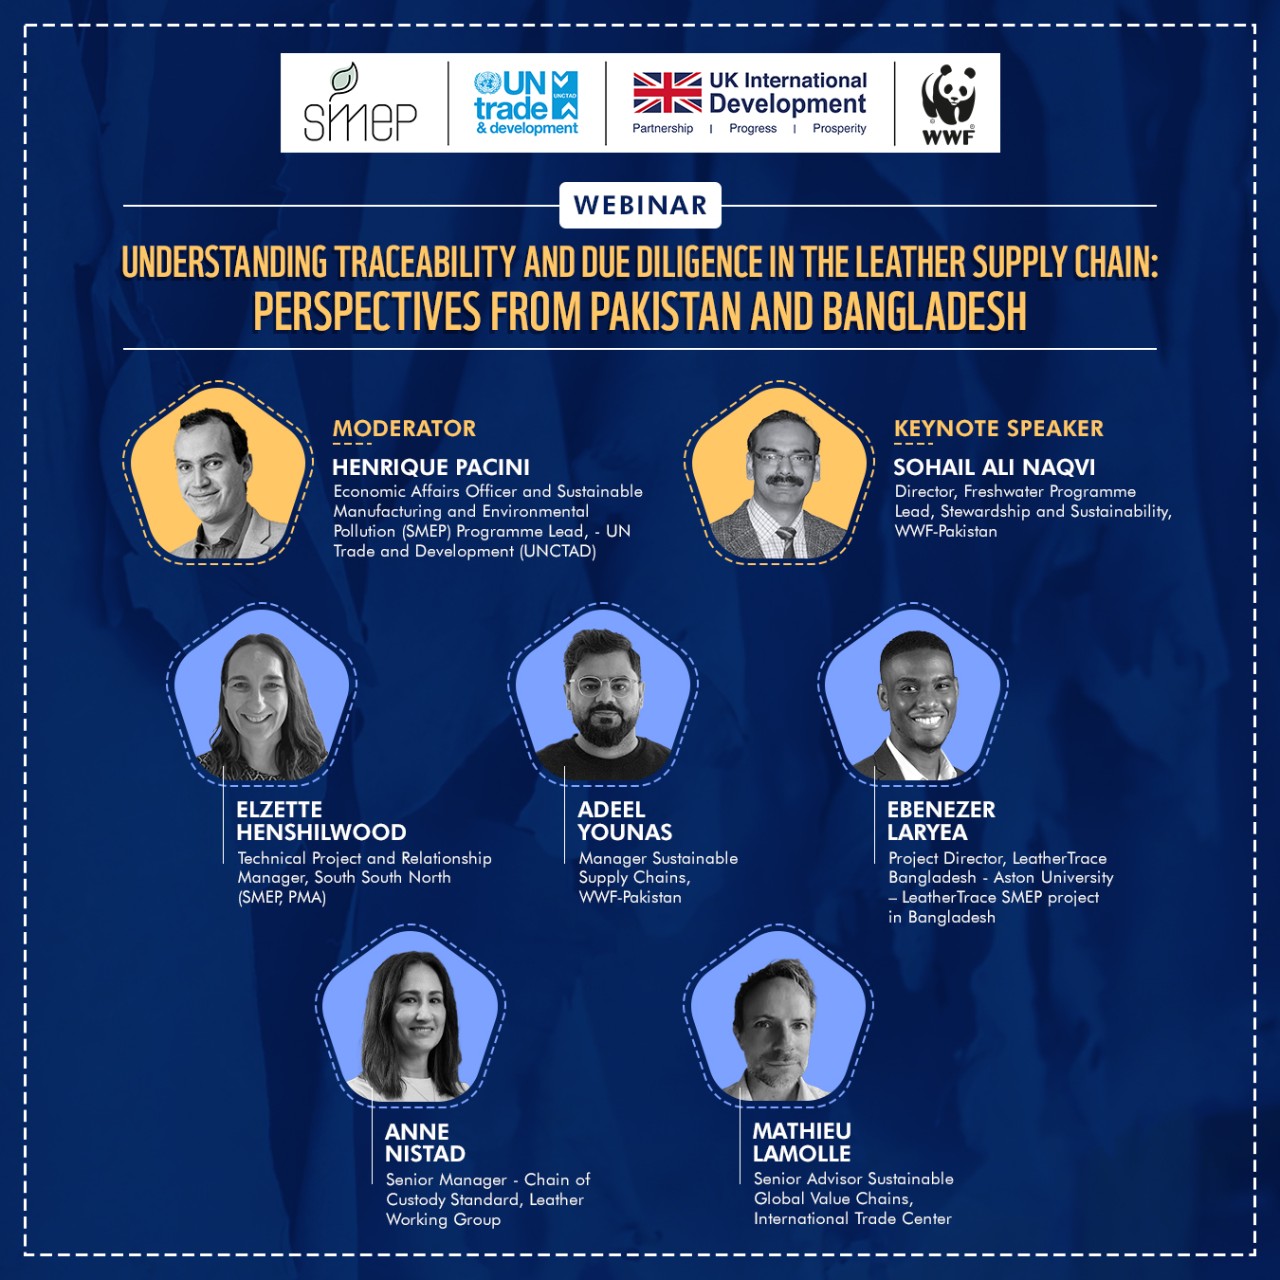 smep
UN
trade
& development
UNCTAD
UK International
Development
Partnership | Progress | Prosperity
WWF
WEBINAR
UNDERSTANDING TRACEABILITY AND DUE DILIGENCE IN THE LEATHER SUPPLY CHAIN:
PERSPECTIVES FROM PAKISTAN AND BANGLADESH
MODERATOR
HENRIQUE PACINI
Economic Affairs Officer and Sustainable
Manufacturing and Environmental
Pollution (SMEP) Programme Lead, - UN
Trade and Development (UNCTAD)
KEYNOTE SPEAKER
SOHAIL ALI NAQVI
Director, Freshwater Programme
Lead, Stewardship and Sustainability,
WWF-Pakistan
ELZETTE
HENSHILWOOD
Technical Project and Relationship
Manager, South South North
(SMEP, PMA)
ADEEL
YOUNAS
Manager Sustainable
Supply Chains,
WWF-Pakistan
EBENEZER
LARYEA
Project Director, LeatherTrace
Bangladesh - Aston University
– LeatherTrace SMEP project
in Bangladesh
ANNE
NISTAD
Senior Manager - Chain of
Custody Standard, Leather
Working Group
MATHIEU
LAMOLLE
Senior Advisor Sustainable
Global Value Chains,
International Trade Center